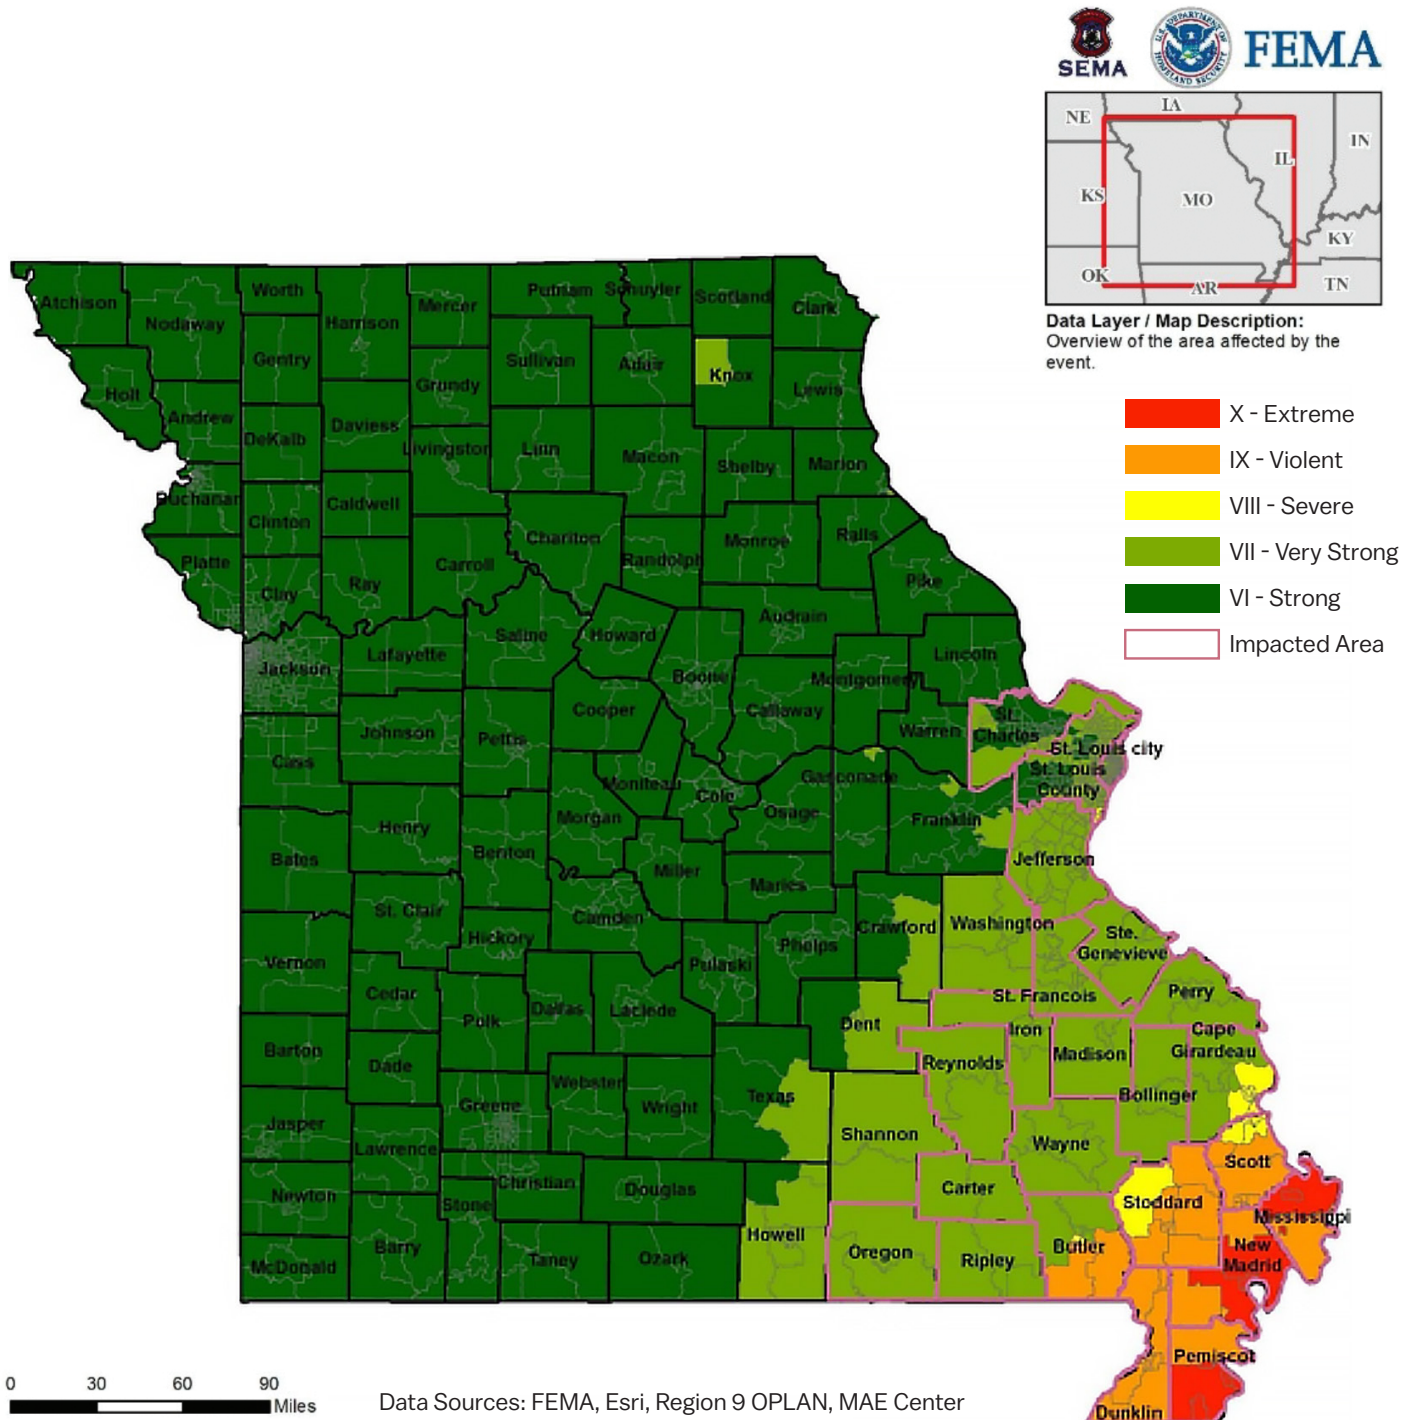 SEMA
U.S. DEPARTMENT OF HOMELAND SECURITY
FEMA
NE
IA
IL
IN
KS
MO
KY
OK
AR
TN
Data Layer / Map Description:
Overview of the area affected by the
event.
X - Extreme
IX - Violent
VIII - Severe
VII - Very Strong
VI - Strong
Impacted Area
Atchison
Nodaway
Worth
Harrison
Mercer
Putnam
Schuyler
Scotland
Clark
Gentry
Sullivan
Adair
Knox
Lewis
Holt
Andrew
DeKalb
Daviess
Grundy
Livingston
Linn
Macon
Shelby
Marion
Buchanan
Clinton
Caldwell
Chariton
Randolph
Monroe
Ralls
Platte
Clay
Ray
Carroll
Pike
Audrain
Saline
Howard
Jackson
Lafayette
Boone
Lincoln
Montgomery
Callaway
Cooper
Johnson
Pettis
Warren
St.
Charles
St. Louis city
St. Louis
County
Cass
Moniteau
Cole
Gasconade
Osage
Franklin
Morgan
Henry
Benton
Bates
Miller
Maries
Jefferson
St. Clair
Camden
Hickory
Crawford
Washington
Ste.
Genevieve
Phelps
Pulaski
Vernon
Cedar
Polk
Dallas
Laclede
Dent
St. Francois
Perry
Iron
Cape
Girardeau
Barton
Dade
Reynolds
Madison
Webster
Wright
Texas
Bollinger
Greene
Jasper
Lawrence
Shannon
Wayne
Christian
Douglas
Carter
Scott
Newton
Stone
Stoddard
Mississippi
Howell
Barry
Taney
Ozark
Oregon
Ripley
Butler
New
Madrid
McDonald
Pemiscot
Dunklin
0 30 60 90
Miles
Data Sources: FEMA, Esri, Region 9 OPLAN, MAE Center